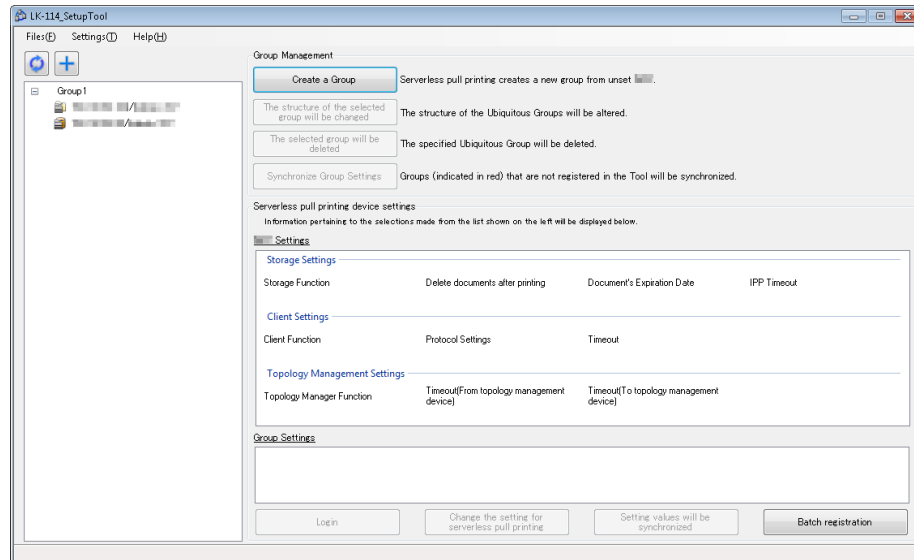 LK-114_SetupTool
Files(F) Settings(T) Help(H)
Group Management
Create a Group
Serverless pull printing creates a new group from unset
Group1
The structure of the selected
group will be changed
The structure of the Ubiquitous Groups will be altered.
The selected group will be
deleted
The specified Ubiquitous Group will be deleted.
Synchronize Group Settings
Groups (indicated in red) that are not registered in the Tool will be synchronized.
Serverless pull printing device settings
Information pertaining to the selections made from the list shown on the left will be displayed below.
Settings
Storage Settings
Storage Function
Delete documents after printing
Document's Expiration Date
IPP Timeout
Client Settings
Client Function
Protocol Settings
Timeout
Topology Management Settings
Topology Manager Function
Timeout(From topology management
device)
Timeout(To topology management
device)
Group Settings
Login
Change the setting for
serverless pull printing
Setting values will be
synchronized
Batch registration